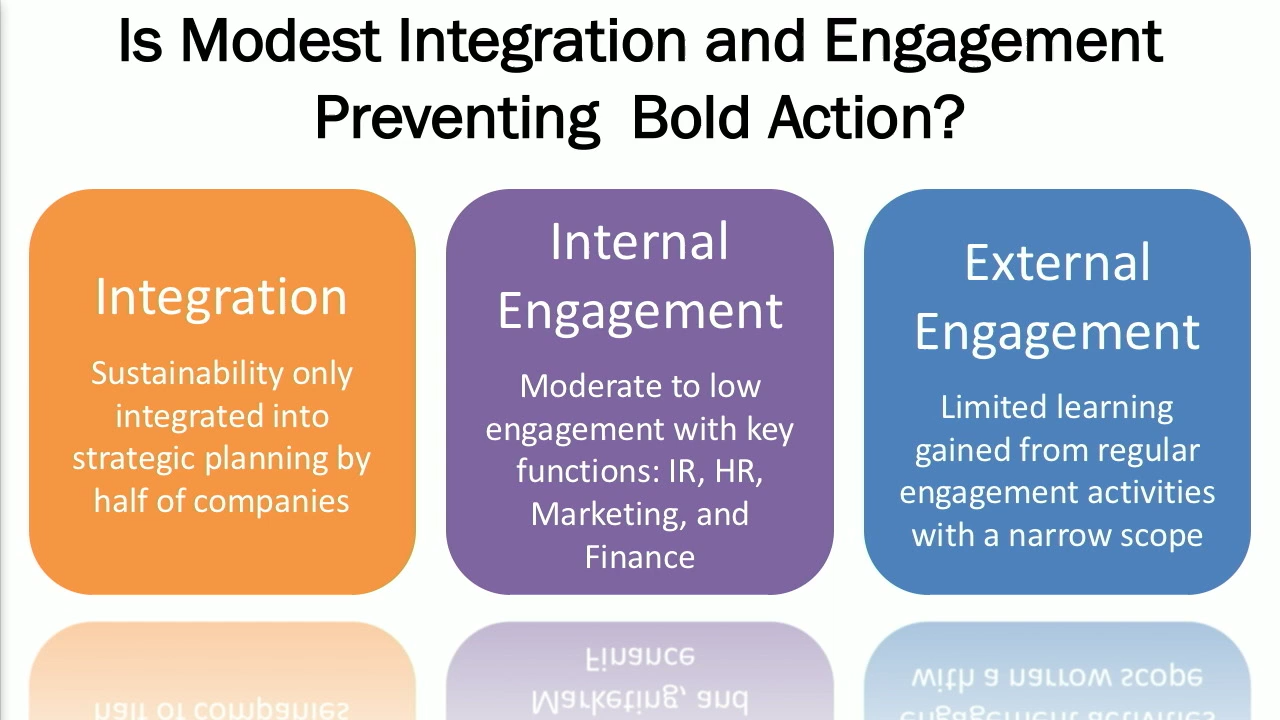 Is Modest Integration and Engagement
Preventing  Bold Action?
Integration
Sustainability only
integrated into
strategic planning by
half of companies
Internal
Engagement
Moderate to low
engagement with key
functions: IR, HR,
Marketing, and
Finance
External
Engagement
Limited learning
gained from regular
engagement activities
with a narrow scope